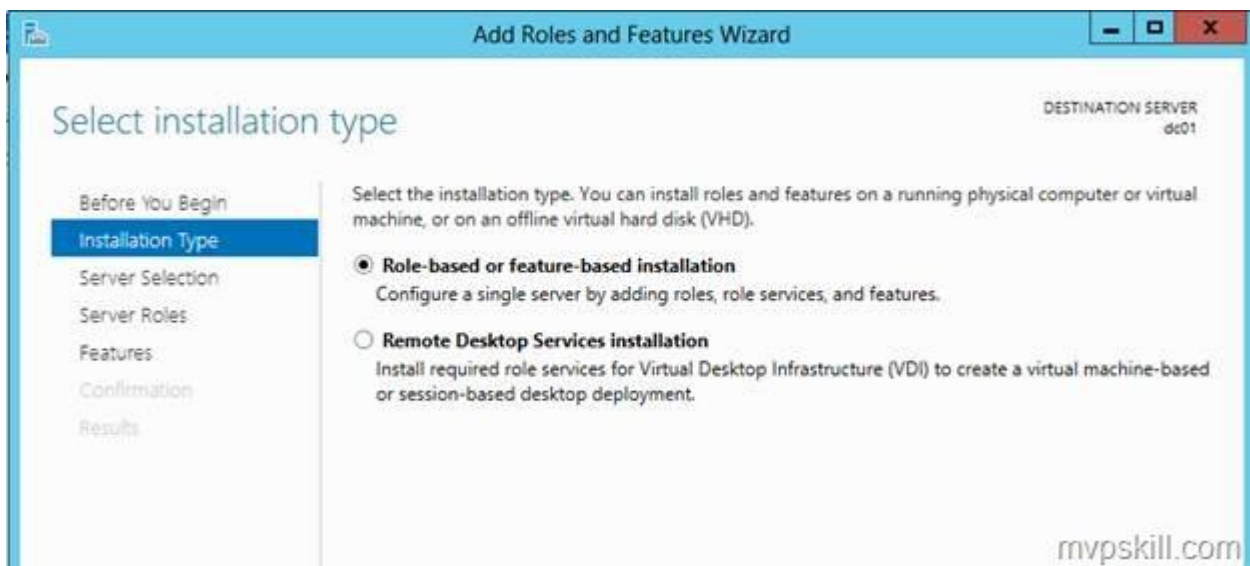 Add Roles and Features Wizard
Select installation type
DESTINATION SERVER
dc01
Before You Begin
Installation Type
Server Selection
Server Roles
Features
Confirmation
Results
Select the installation type. You can install roles and features on a running physical computer or virtual
machine, or on an offline virtual hard disk (VHD).
Role-based or feature-based installation
Configure a single server by adding roles, role services, and features.
Remote Desktop Services installation
Install required role services for Virtual Desktop Infrastructure (VDI) to create a virtual machine-based
or session-based desktop deployment.
mvpskill.com